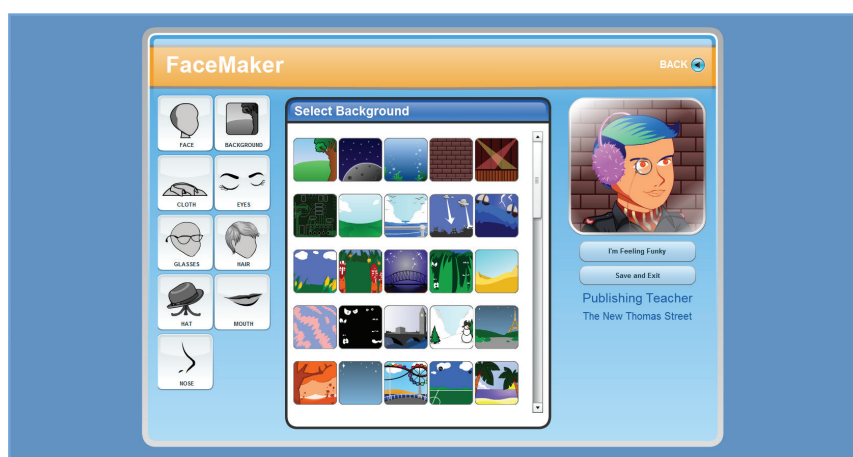 FaceMaker
BACK
FACE
BACKGROUND
CLOTH
EYES
GLASSES
HAIR
HAT
MOUTH
NOSE
Select Background
I'm Feeling Funky
Save and Exit
Publishing Teacher
The New Thomas Street